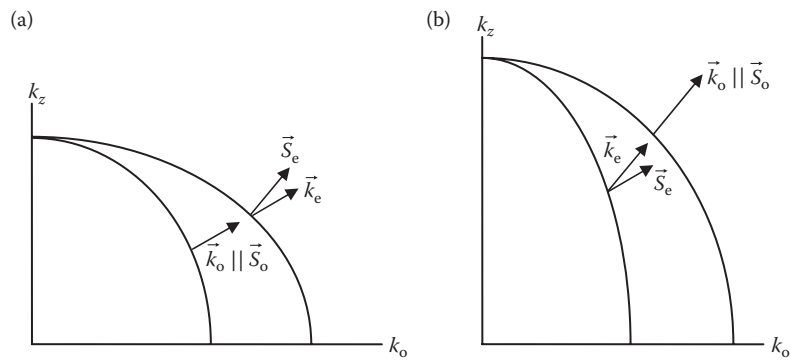 (a)
k_z
S⃗_e
k⃗_e
k⃗_o || S⃗_o
k_o
(b)
k_z
k⃗_o || S⃗_o
k⃗_e
S⃗_e
k_o